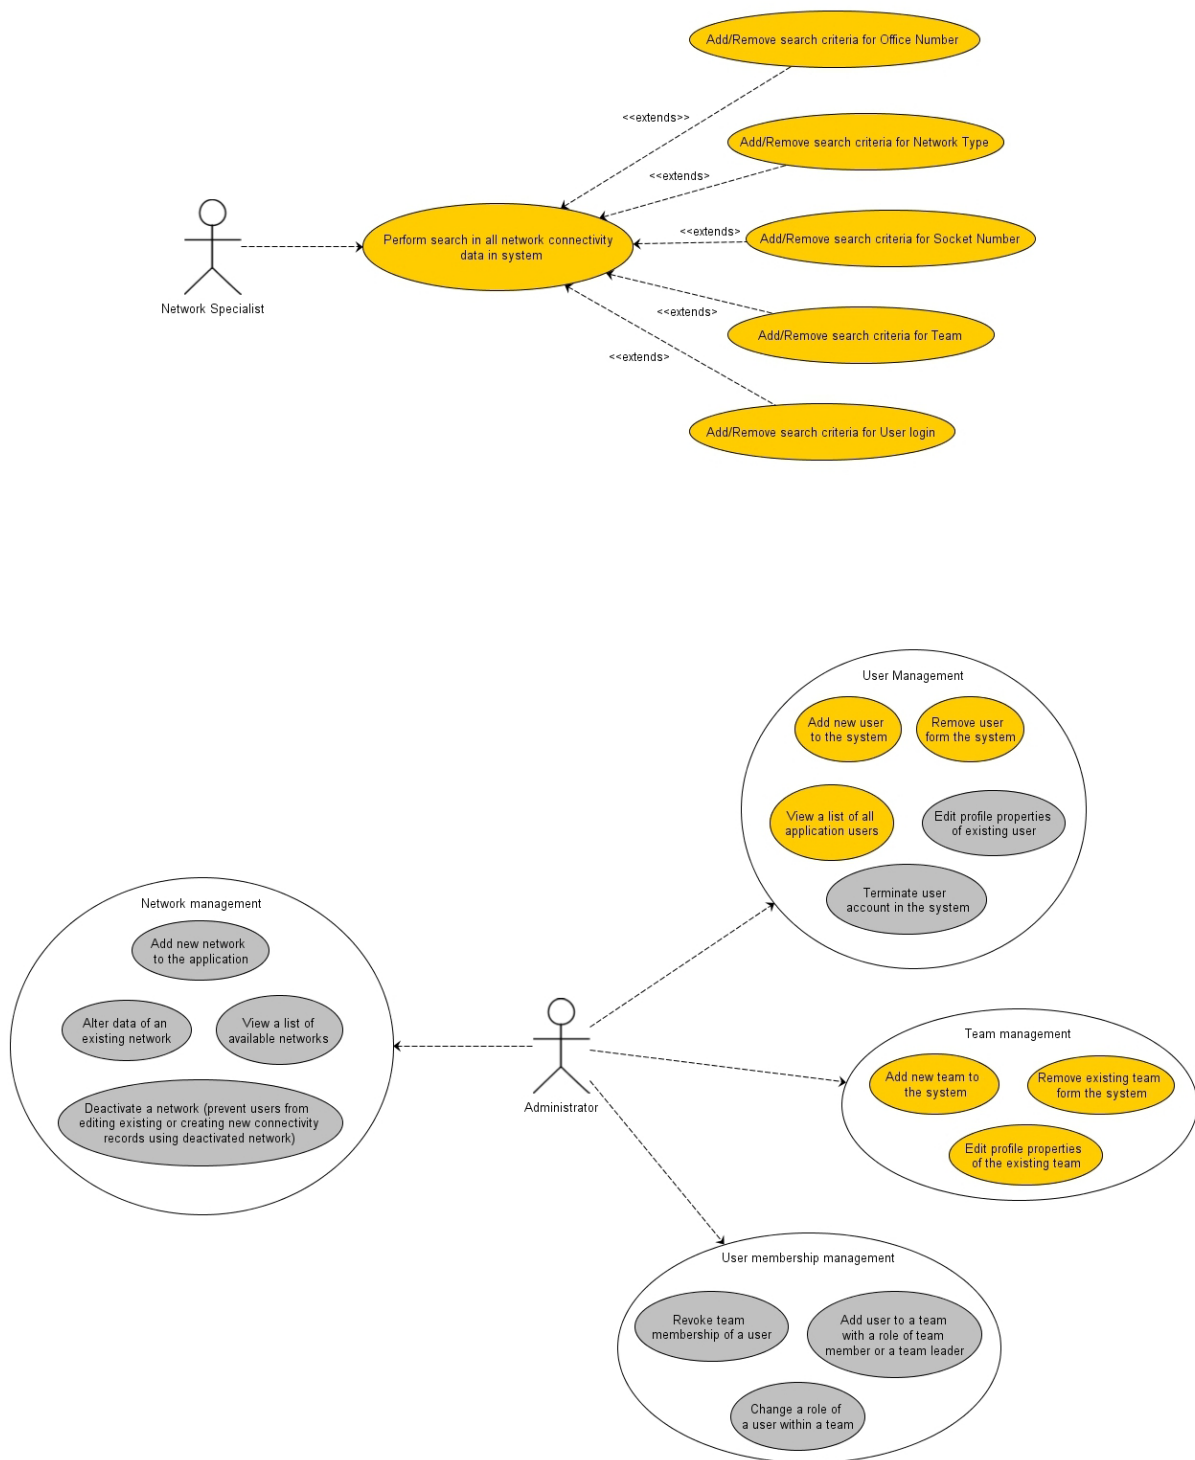 Add/Remove search criteria for Office Number
<<extends>>
Add/Remove search criteria for Network Type
<<extends>
Perform search in all network connectivity
data in system
<<extends>
Add/Remove search criteria for Socket Number
Network Specialist
<<extends>
Add/Remove search criteria for Team
<<extends>
Add/Remove search criteria for User login
User Management
Add new user
to the system
Remove user
form the system
View a list of all
application users
Edit profile properties
of existing user
Terminate user
account in the system
Network management
Add new network
to the application
Alter data of an
existing network
View a list of
available networks
Deactivate a network (prevent users from
editing existing or creating new connectivity
records using deactivated network)
Administrator
Team management
Add new team to
the system
Remove existing team
form the system
Edit profile properties
of the existing team
User membership management
Revoke team
membership of a user
Add user to a team
with a role of team
member or a team leader
Change a role of
a user within a team